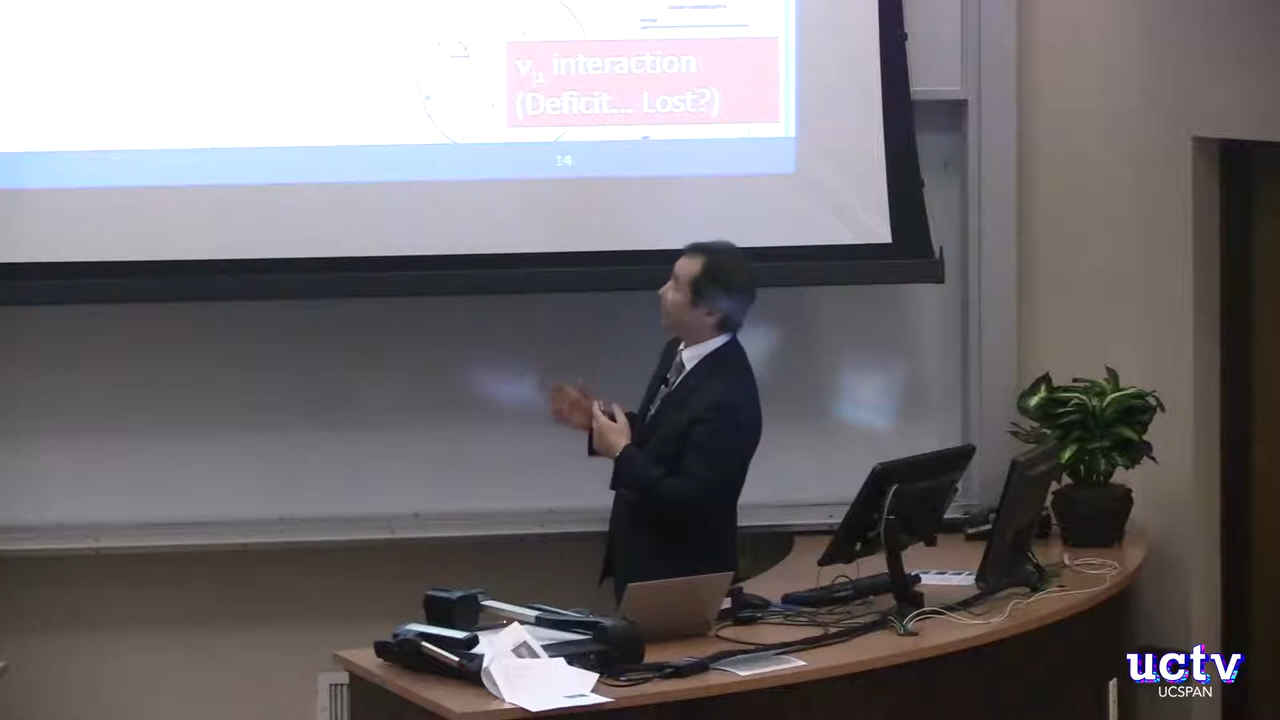 νμ interaction
(Deficit... Lost?)
14
uctv
UCSPAN